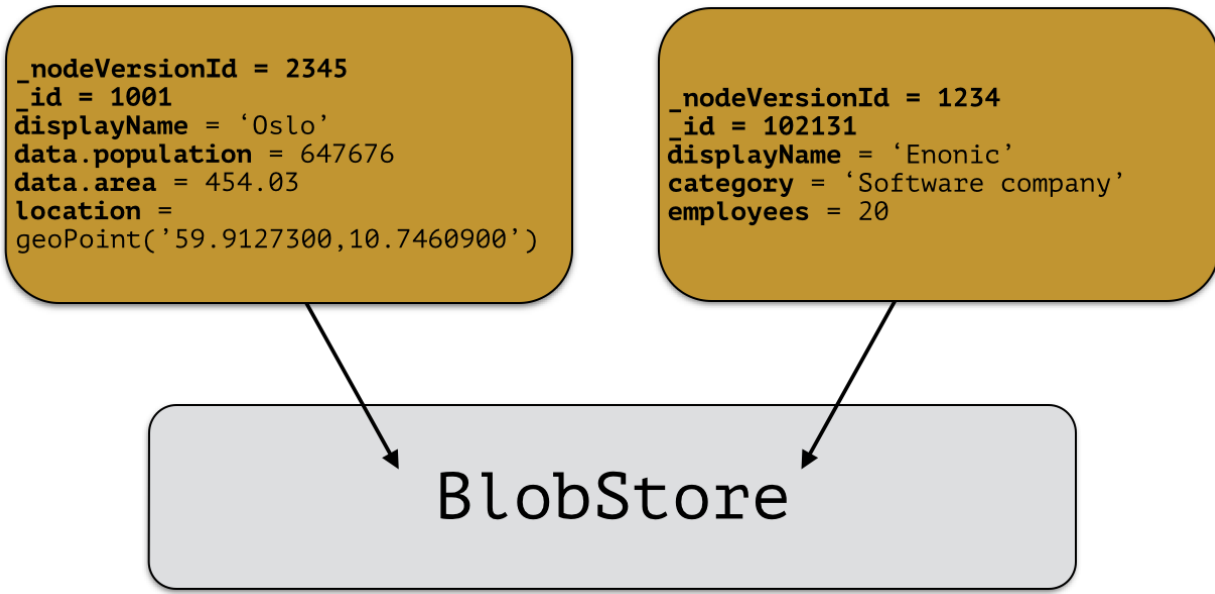 _nodeVersionId = 2345
_id = 1001
displayName = ‘Oslo’
data.population = 647676
data.area = 454.03
location =
geoPoint(’59.9127300,10.7460900’)
_nodeVersionId = 1234
_id = 102131
displayName = ‘Enonic’
category = ‘Software company’
employees = 20
BlobStore